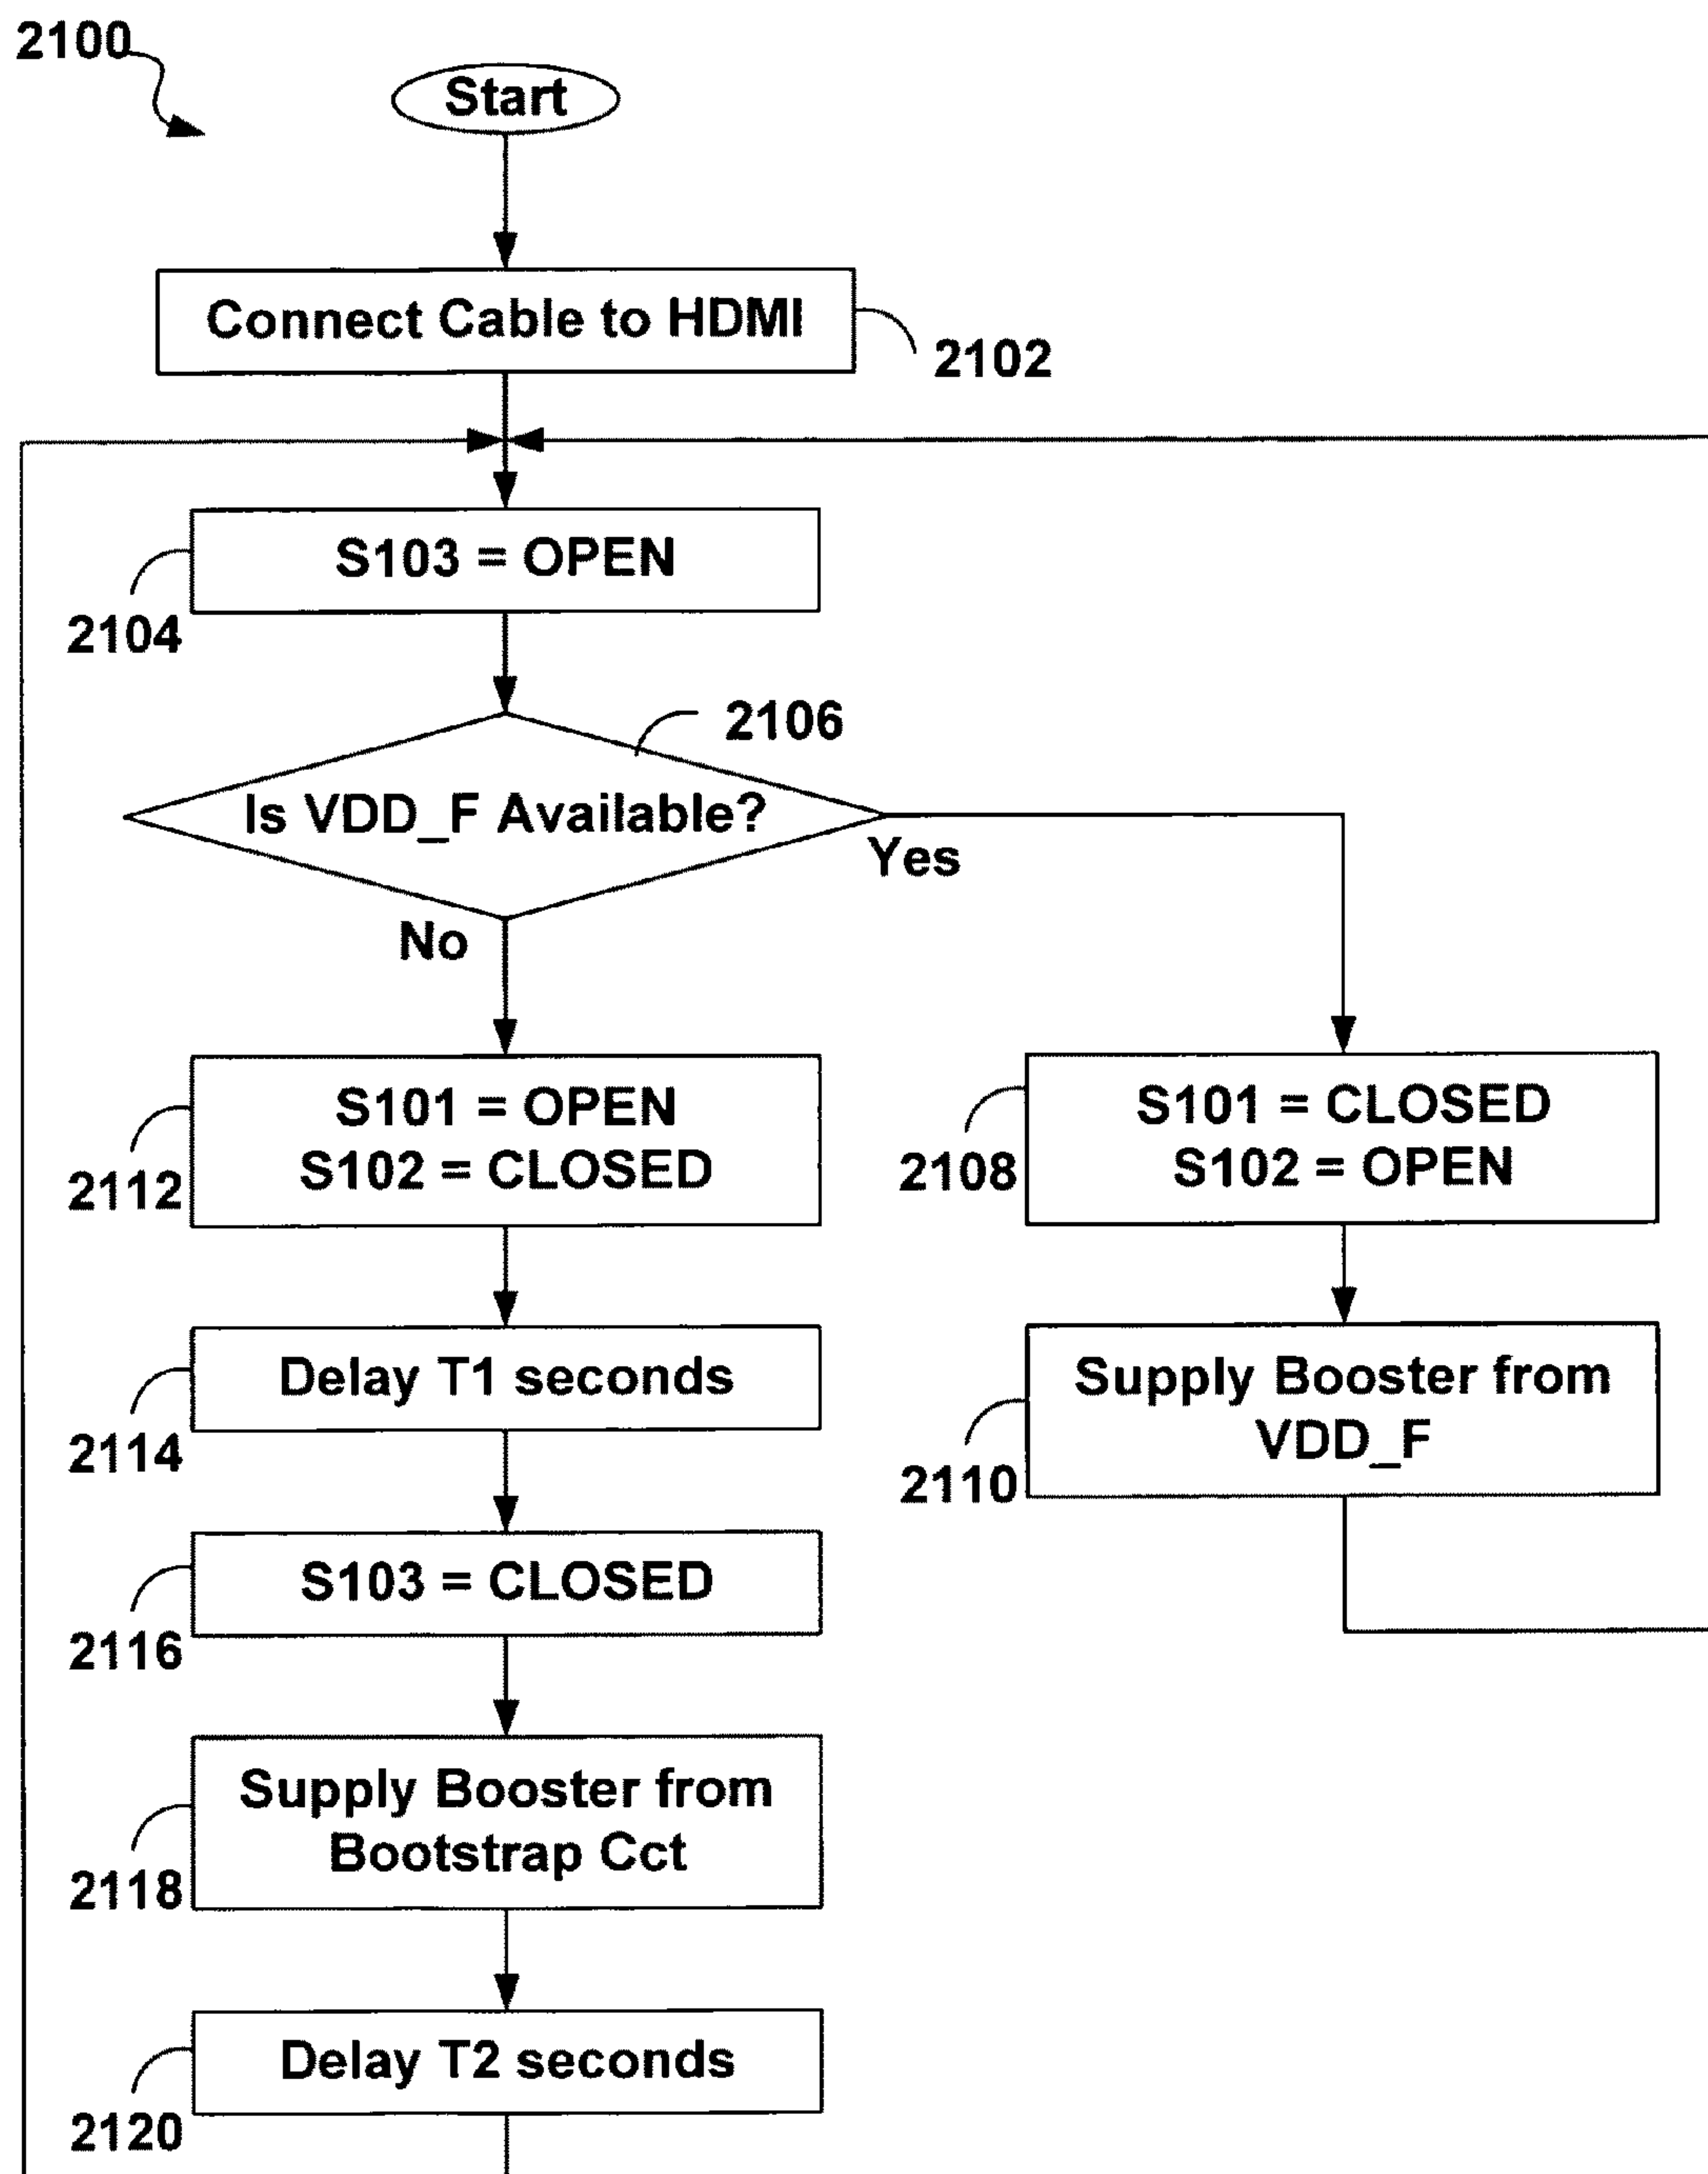 2100
Start
Connect Cable to HDMI
2102
S103 = OPEN
2104
2106
Is VDD_F Available?
Yes
No
S101 = OPEN
S102 = CLOSED
2112
S101 = CLOSED
S102 = OPEN
2108
Delay T1 seconds
2114
Supply Booster from
VDD_F
2110
S103 = CLOSED
2116
Supply Booster from
Bootstrap Cct
2118
Delay T2 seconds
2120